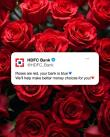 HDFC Bank
@HDFC_Bank
Roses are red, your bank is blue❤
We'll help make better money choices for you!❤